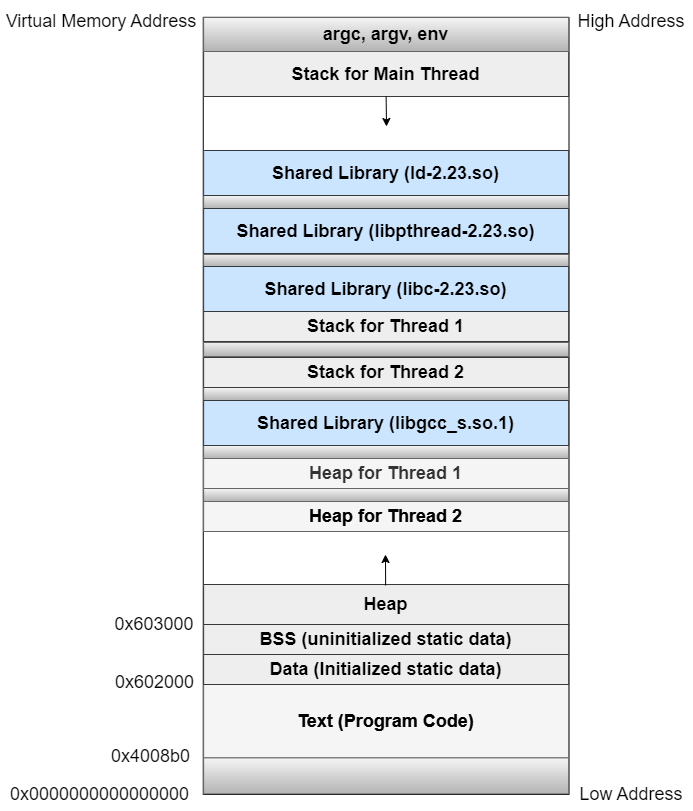 Virtual Memory Address
High Address
argc, argv, env
Stack for Main Thread
Shared Library (ld-2.23.so)
Shared Library (libpthread-2.23.so)
Shared Library (libc-2.23.so)
Stack for Thread 1
Stack for Thread 2
Shared Library (libgcc_s.so.1)
Heap for Thread 1
Heap for Thread 2
Heap
0x603000
BSS (uninitialized static data)
Data (Initialized static data)
0x602000
Text (Program Code)
0x4008b0
0x0000000000000000
Low Address